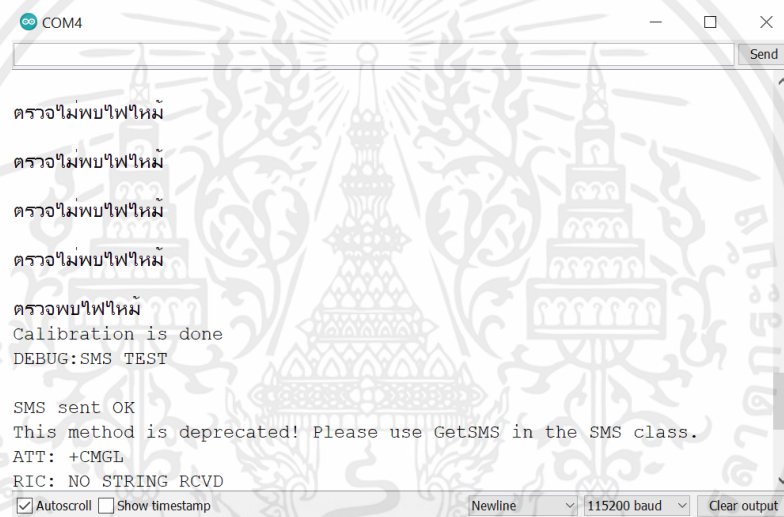 COM4
Send
ตรวจไม่พบไฟไหม้
ตรวจไม่พบไฟไหม้
ตรวจไม่พบไฟไหม้
ตรวจไม่พบไฟไหม้
ตรวจพบไฟไหม้
Calibration is done
DEBUG:SMS TEST
SMS sent OK
This method is deprecated! Please use GetSMS in the SMS class.
ATT: +CMGL
RIC: NO STRING RCVD
Autoscroll Show timestamp Newline 115200 baud Clear output